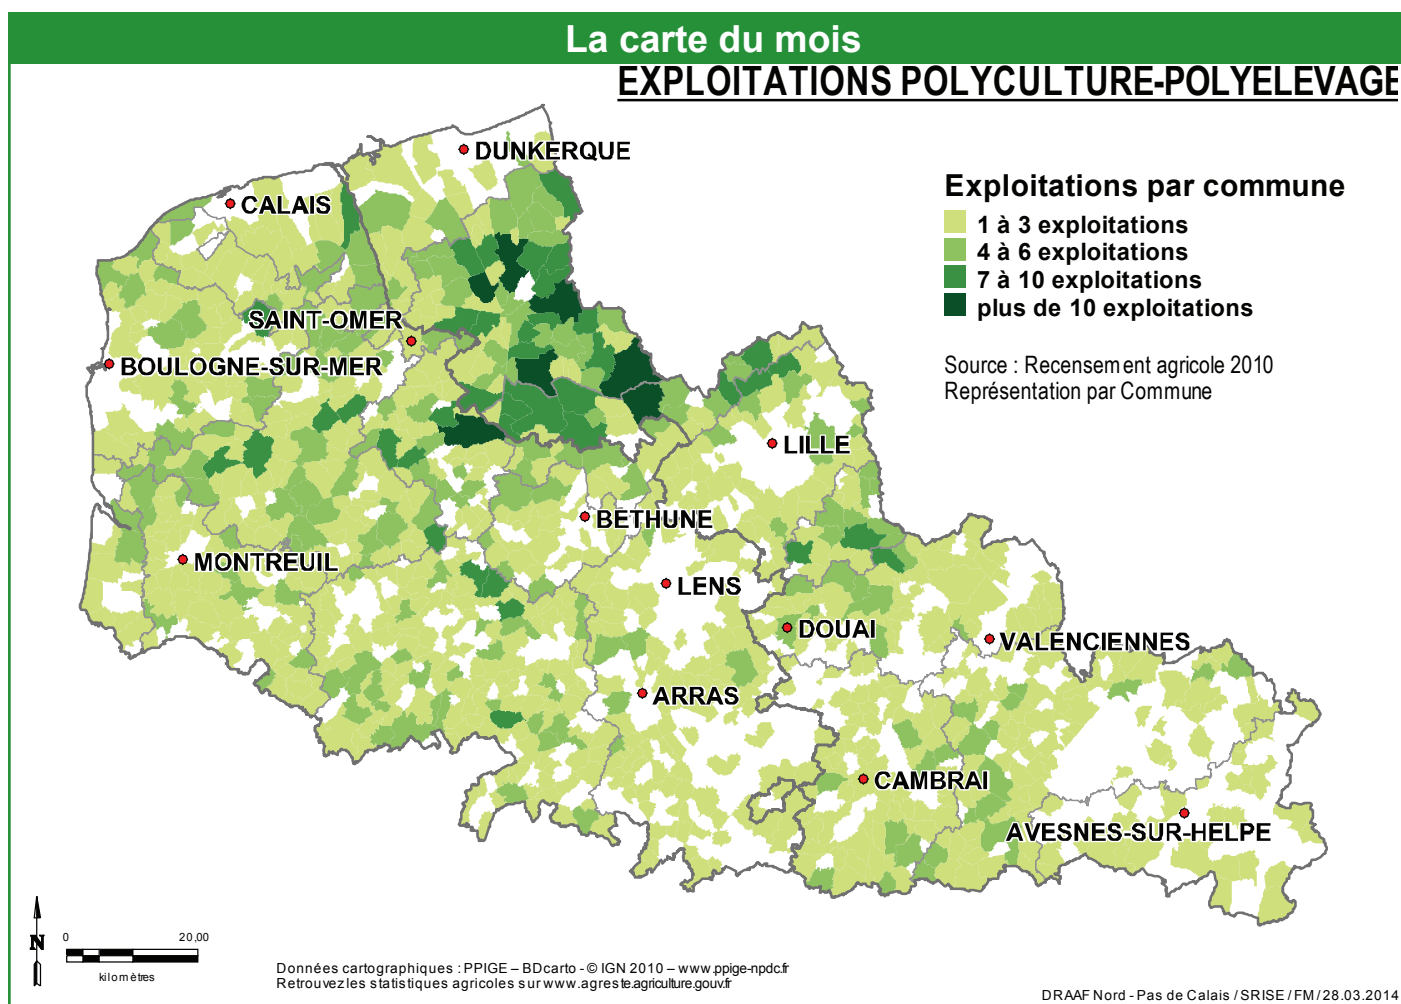 La carte du mois
EXPLOITATIONS POLYCULTURE-POLYELEVAGE
DUNKERQUE
CALAIS
Exploitations par commune
1 à 3 exploitations
4 à 6 exploitations
7 à 10 exploitations
plus de 10 exploitations
SAINT-OMER
BOULOGNE-SUR-MER
Source : Recensement agricole 2010
Représentation par Commune
LILLE
BETHUNE
MONTREUIL
LENS
DOUAI
VALENCIENNES
ARRAS
CAMBRAI
AVESNES-SUR-HELPE
N
0 20,00
kilomètres
Données cartographiques : PPIGE – BDcarto - © IGN 2010 – www.ppige-npdc.fr
Retrouvez les statistiques agricoles sur www.agreste.agriculture.gouv.fr
DRAAF Nord - Pas de Calais / SRISE / FM / 28.03.2014